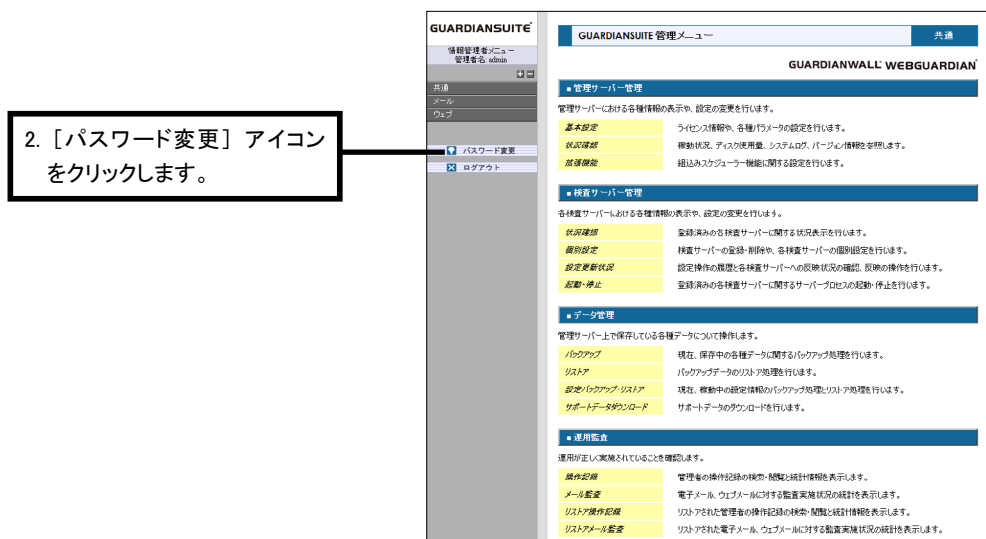 2. [パスワード変更] アイコン
をクリックします。
GUARDIANSUITE
情報管理者メニュー
管理者名: admin
共通
メール
ウェブ
パスワード変更
ログアウト
GUARDIANSUITE 管理メニュー
共通
GUARDIANWALL WEBGUARDIAN
■ 管理サーバー管理
管理サーバーにおける各種情報の表示や、設定の変更を行います。
基本設定 ライセンス情報や、各種パラメータの設定を行います。
状況確認 稼動状況、ディスク使用量、システムログ、バージョン情報を参照します。
拡張機能 組込みスケジューラー機能に関する設定を行います。
■ 検査サーバー管理
各検査サーバーにおける各種情報の表示や、設定の変更を行います。
状況確認 登録済みの各検査サーバーに関する状況表示を行います。
個別設定 検査サーバーの登録・削除や、各検査サーバーの個別設定を行います。
設定更新状況 設定操作の履歴と各検査サーバーへの反映状況の確認、反映の操作を行います。
起動・停止 登録済みの各検査サーバーに関するサーバープロセスの起動・停止を行います。
■ データ管理
管理サーバー上で保存している各種データについて操作します。
バックアップ 現在、保存中の各種データに関するバックアップ処理を行います。
リストア バックアップデータのリストア処理を行います。
設定バックアップ・リストア 現在、稼動中の設定情報のバックアップ処理とリストア処理を行います。
サポートデータダウンロード サポートデータのダウンロードを行います。
■ 運用監査
運用が正しく実施されていることを確認します。
操作記録 管理者の操作記録の検索・閲覧と統計情報を表示します。
メール監査 電子メール、ウェブメールに対する監査実施状況の統計を表示します。
リストア操作記録 リストアされた管理者の操作記録の検索・閲覧と統計情報を表示します。
リストアメール監査 リストアされた電子メール、ウェブメールに対する監査実施状況の統計を表示します。